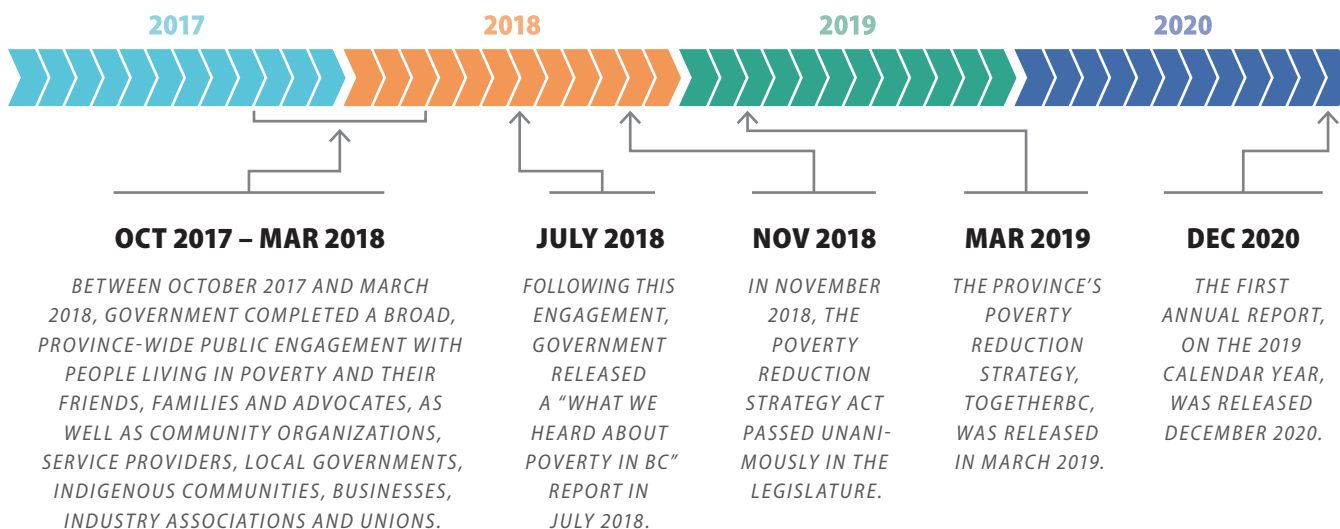 2017
2018
2019
2020
OCT 2017 – MAR 2018
BETWEEN OCTOBER 2017 AND MARCH
2018, GOVERNMENT COMPLETED A BROAD,
PROVINCE-WIDE PUBLIC ENGAGEMENT WITH
PEOPLE LIVING IN POVERTY AND THEIR
FRIENDS, FAMILIES AND ADVOCATES, AS
WELL AS COMMUNITY ORGANIZATIONS,
SERVICE PROVIDERS, LOCAL GOVERNMENTS,
INDIGENOUS COMMUNITIES, BUSINESSES,
INDUSTRY ASSOCIATIONS AND UNIONS.
JULY 2018
FOLLOWING THIS
ENGAGEMENT,
GOVERNMENT
RELEASED
A “WHAT WE
HEARD ABOUT
POVERTY IN BC”
REPORT IN
JULY 2018.
NOV 2018
IN NOVEMBER
2018, THE
POVERTY
REDUCTION
STRATEGY ACT
PASSED UNANI-
MOUSLY IN THE
LEGISLATURE.
MAR 2019
THE PROVINCE’S
POVERTY
REDUCTION
STRATEGY,
TOGETHERBC,
WAS RELEASED
IN MARCH 2019.
DEC 2020
THE FIRST
ANNUAL REPORT,
ON THE 2019
CALENDAR YEAR,
WAS RELEASED
DECEMBER 2020.